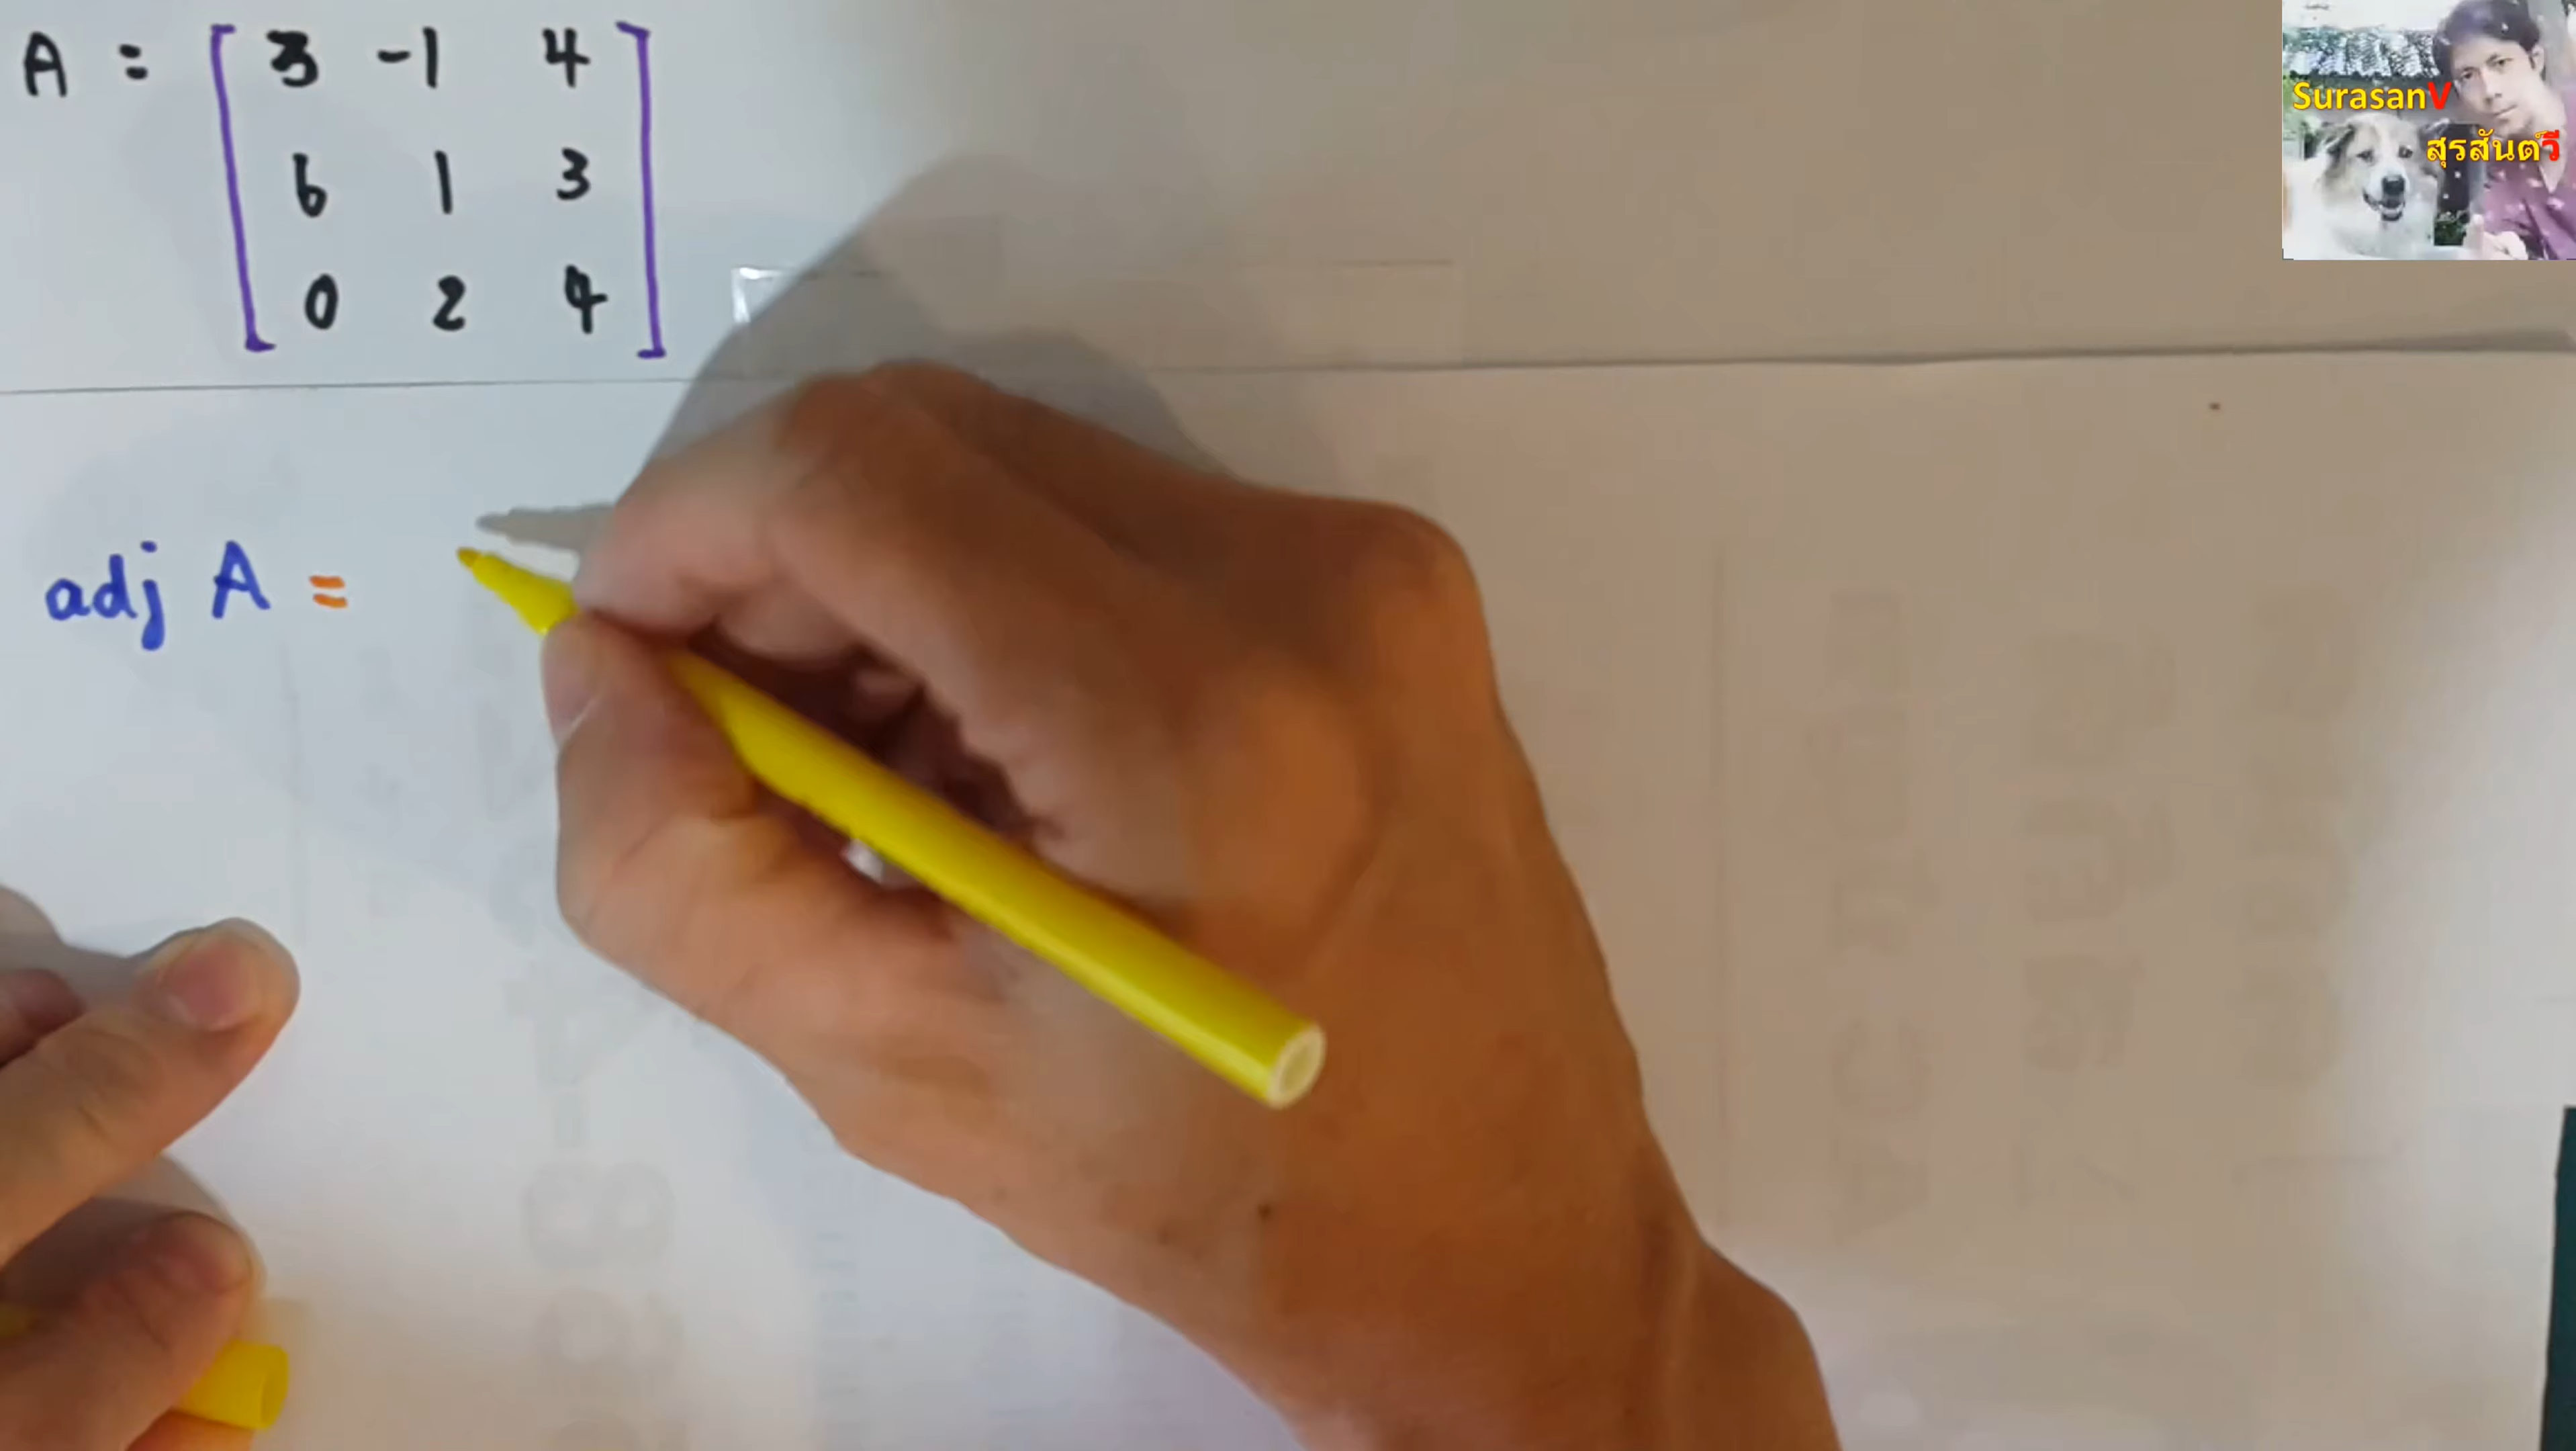 A = [ 3 -1 4
6 1 3
0 2 4 ]
adj A =
SurasanV
สุรสันต์วี